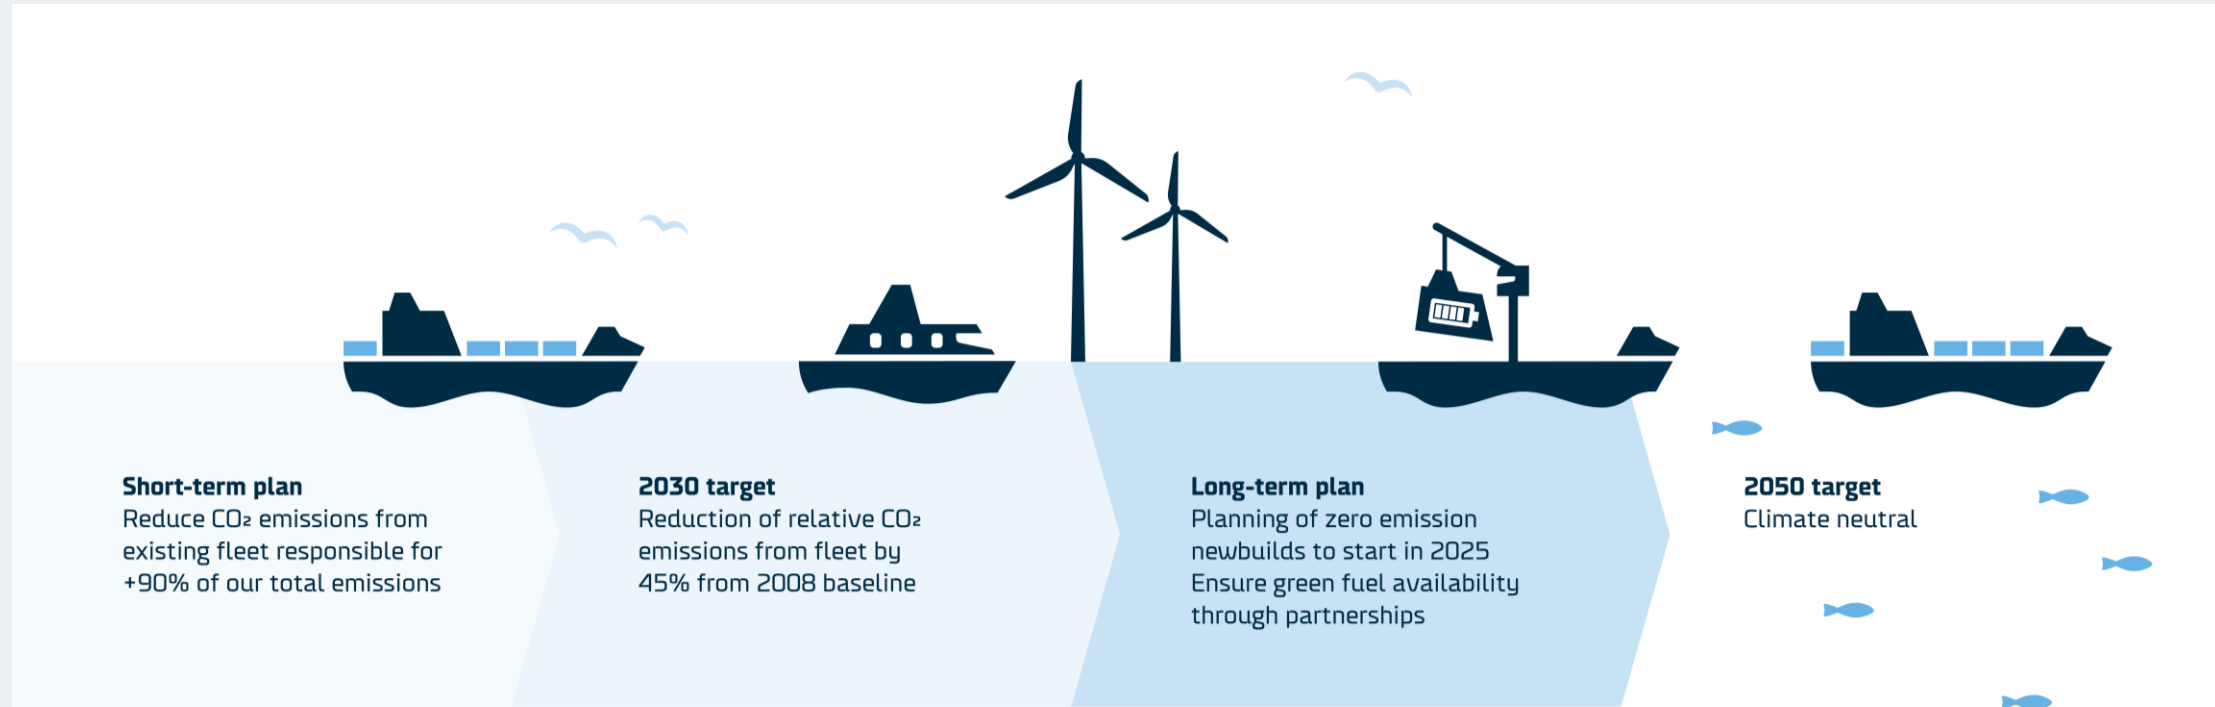 Short-term plan
Reduce CO₂ emissions from
existing fleet responsible for
+90% of our total emissions
2030 target
Reduction of relative CO₂
emissions from fleet by
45% from 2008 baseline
Long-term plan
Planning of zero emission
newbuilds to start in 2025
Ensure green fuel availability
through partnerships
2050 target
Climate neutral